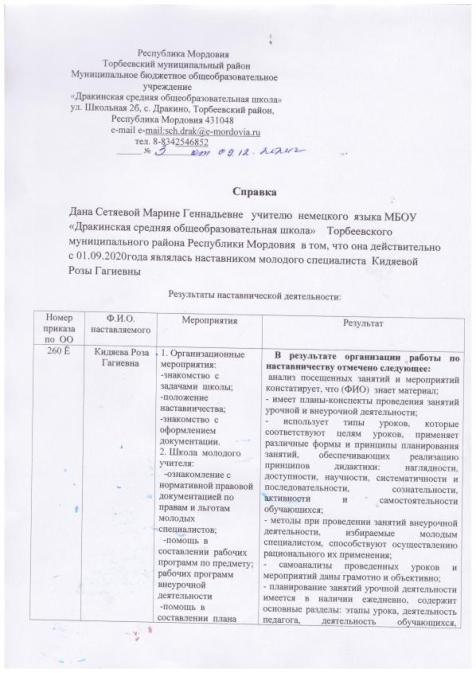 Республика Мордовия
Торбеевский муниципальный район
Муниципальное бюджетное общеобразовательное
учреждение
«Дракинская средняя общеобразовательная школа»
ул. Школьная 2б, с. Дракино, Торбеевский район,
Республика Мордовия 431048
e-mail e-mail:sch.drak@e-mordovia.ru
тел. 8-8342546852
№ 3 от 09.12.2021г
Справка
Дана Сетяевой Марине Геннадьевне учителю немецкого языка МБОУ
«Дракинская средняя общеобразовательная школа» Торбеевского
муниципального района Республики Мордовия в том, что она действительно
с 01.09.2020года являлась наставником молодого специалиста Кидяевой
Розы Гагиевны
Результаты наставнической деятельности:
Номер
приказа
по ОО
Ф.И.О.
наставляемого
Мероприятия
Результат
260 Ё
Кидяева Роза
Гагиевна
1. Организационные
мероприятия:
-знакомство с
задачами школы;
-положение
наставничества;
-знакомство с
оформлением
документации.
2. Школа молодого
учителя:
-ознакомление с
нормативной правовой
документацией по
правам и льготам
молодых
специалистов;
-помощь в
составлении рабочих
программ по предмету;
рабочих программ
внеурочной
деятельности
-помощь в
составлении плана
В результате организации работы по
наставничеству отмечено следующее:
анализ посещенных занятий и мероприятий
констатирует, что (ФИО) знает материал;
- имеет планы-конспекты проведения занятий
урочной и внеурочной деятельности;
- использует типы уроков, которые
соответствуют целям уроков, применяет
различные формы и принципы планирования
занятий, обеспечивающих реализацию
принципов дидактики: наглядности,
доступности, научности, систематичности и
последовательности, сознательности,
активности и самостоятельности
обучающихся;
- методы при проведении занятий внеурочной
деятельности, избираемые молодым
специалистом, способствуют осуществлению
рационального их применения;
- самоанализы проведенных уроков и
мероприятий даны грамотно и объективно;
- планирование занятий урочной деятельности
имеется в наличии ежедневно, содержит
основные разделы: этапы урока, деятельность
педагога, деятельность обучающихся,